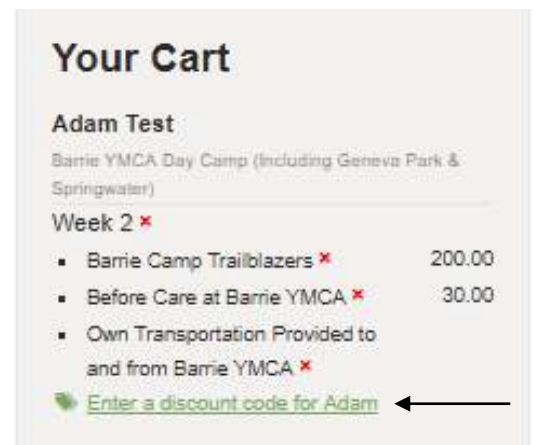 Your Cart
Adam Test
Barrie YMCA Day Camp (Including Geneva Park &
Springwater)
Week 2 ×
▪ Barrie Camp Trailblazers × 200.00
▪ Before Care at Barrie YMCA × 30.00
▪ Own Transportation Provided to
and from Barrie YMCA ×
Enter a discount code for Adam